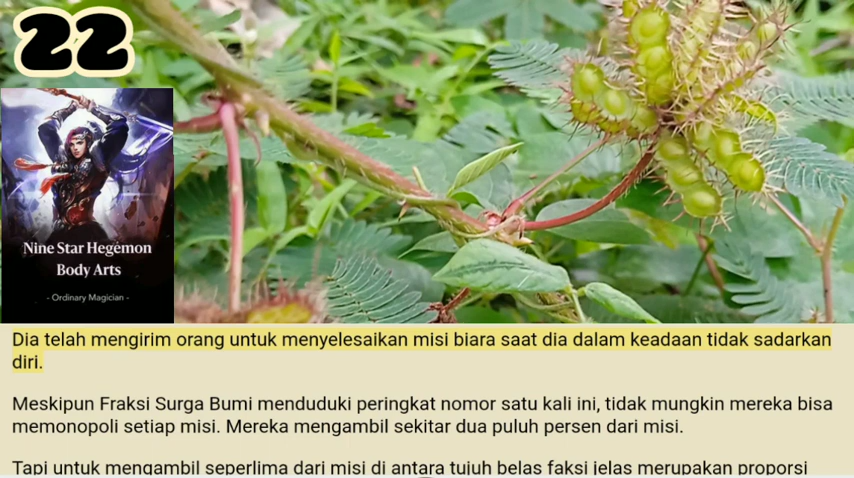 22
Nine Star Hegemon
Body Arts
- Ordinary Magician -
Dia telah mengirim orang untuk menyelesaikan misi biara saat dia dalam keadaan tidak sadarkan
diri.
Meskipun Fraksi Surga Bumi menduduki peringkat nomor satu kali ini, tidak mungkin mereka bisa
memonopoli setiap misi. Mereka mengambil sekitar dua puluh persen dari misi.
Tapi untuk mengambil seperlima dari misi di antara tujuh belas faksi jelas merupakan proporsi